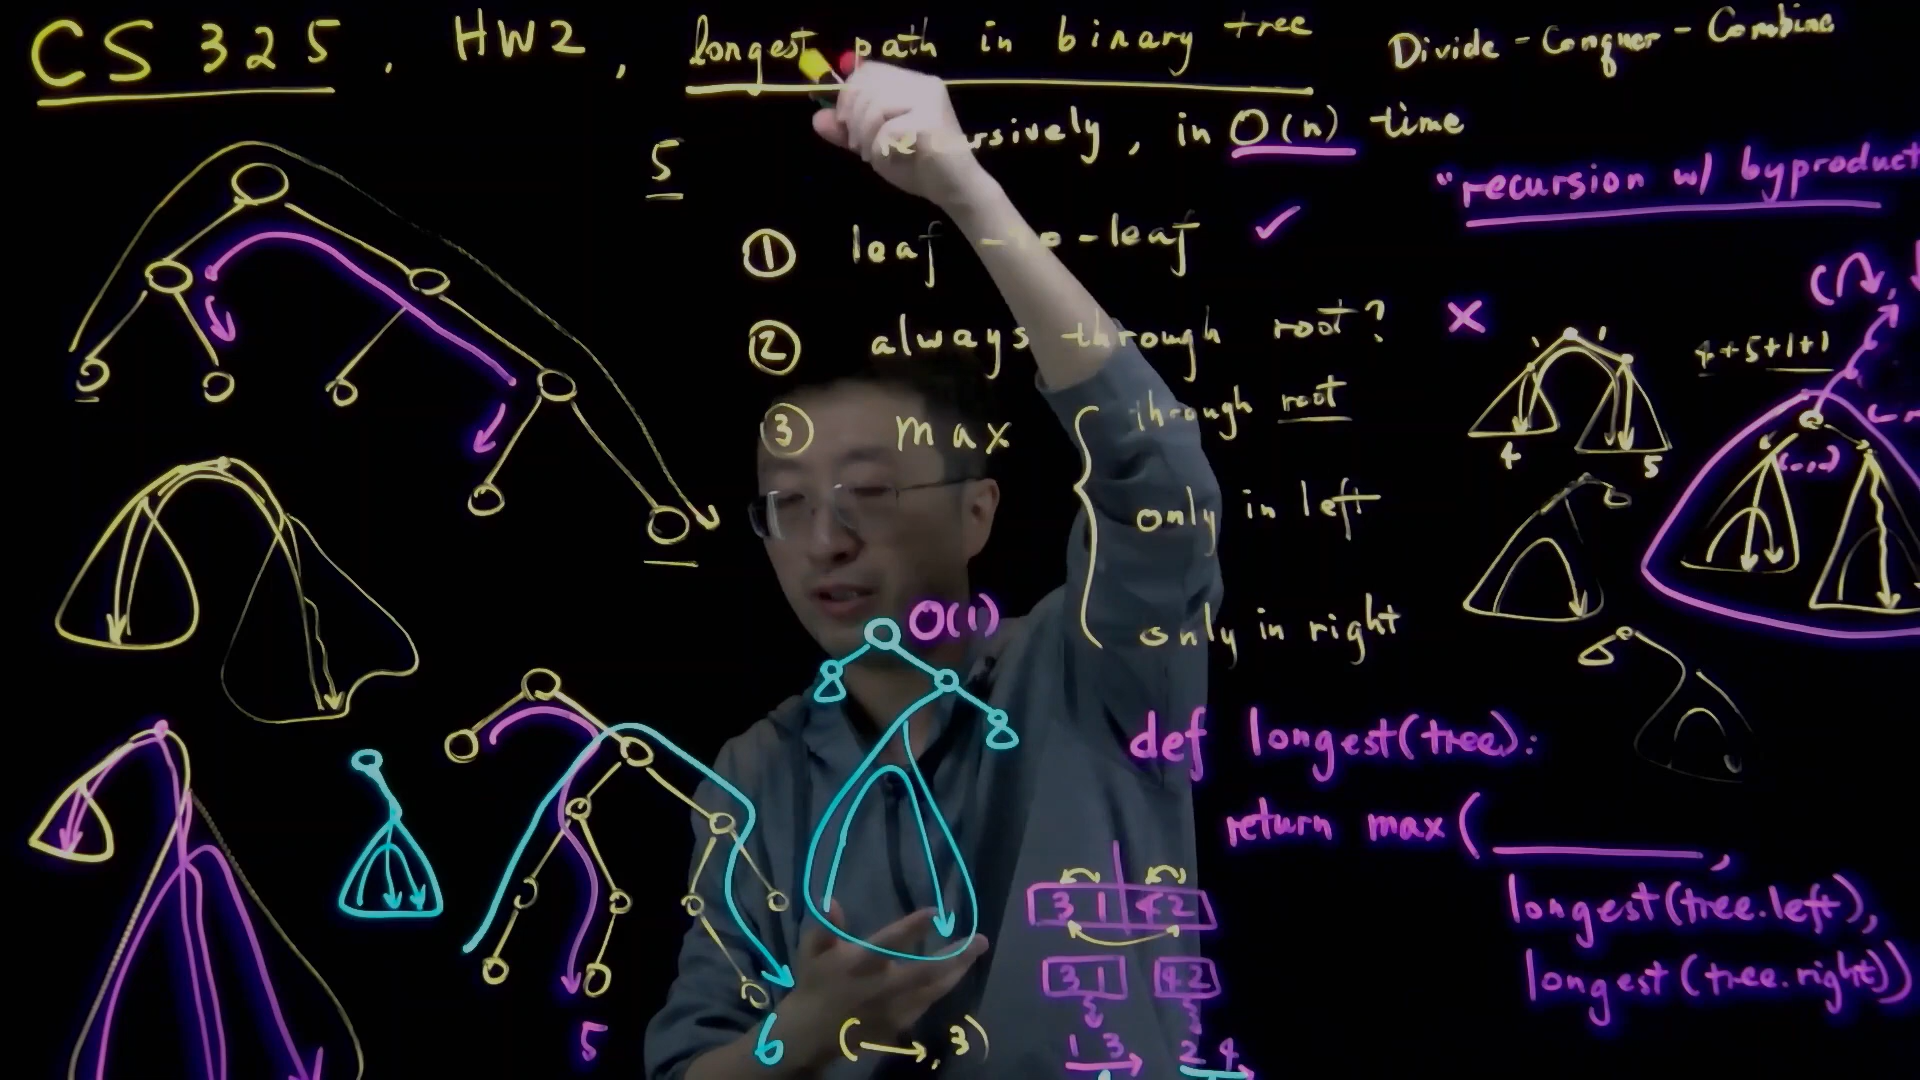 CS 325 , HW2 , longest path in binary tree
Divide - Conquer - Combine
recursively , in O(n) time
5
"recursion w/ byproduct
① leaf - to - leaf ✓
② always through root? ×
③ max { through root
only in left
only in right
4 + 5 + 1 + 1
1 1
4 5
O(1)
def longest(tree):
return max( ________ ,
longest(tree.left),
longest(tree.right))
3 1 4 2
3 1 4 2
1 3 2 4
5
6
(→, 3)